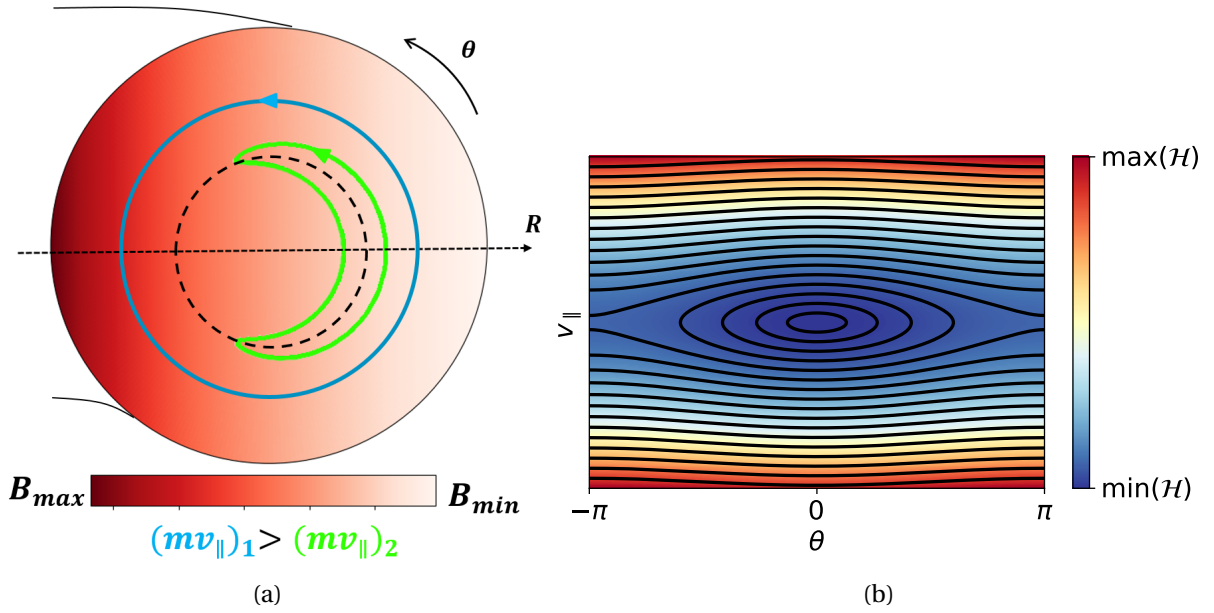 θ
R
B_max
B_min
(mv_∥)_1 > (mv_∥)_2
(a)
v_∥
max(ℋ)
min(ℋ)
−π
0
π
θ
(b)